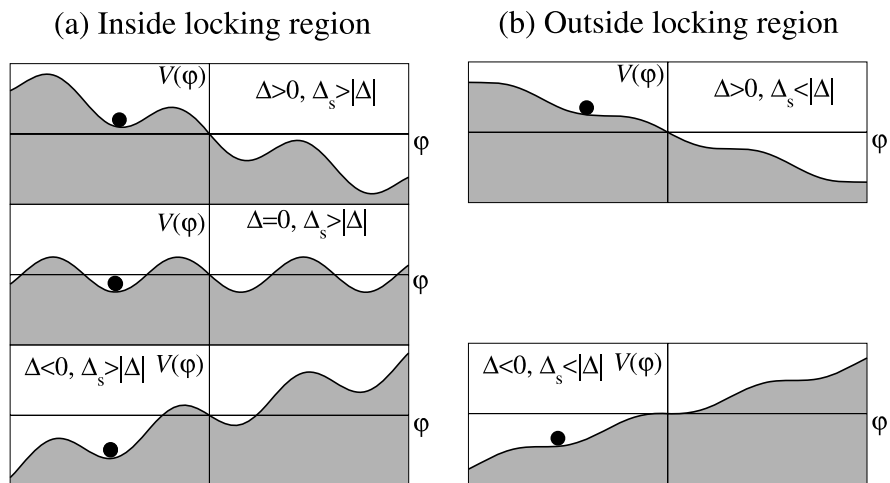 (a) Inside locking region
V(φ)
Δ>0, Δs>|Δ|
φ
V(φ)
Δ=0, Δs>|Δ|
φ
Δ<0, Δs>|Δ|
V(φ)
φ
(b) Outside locking region
V(φ)
Δ>0, Δs<|Δ|
φ
Δ<0, Δs<|Δ|
V(φ)
φ